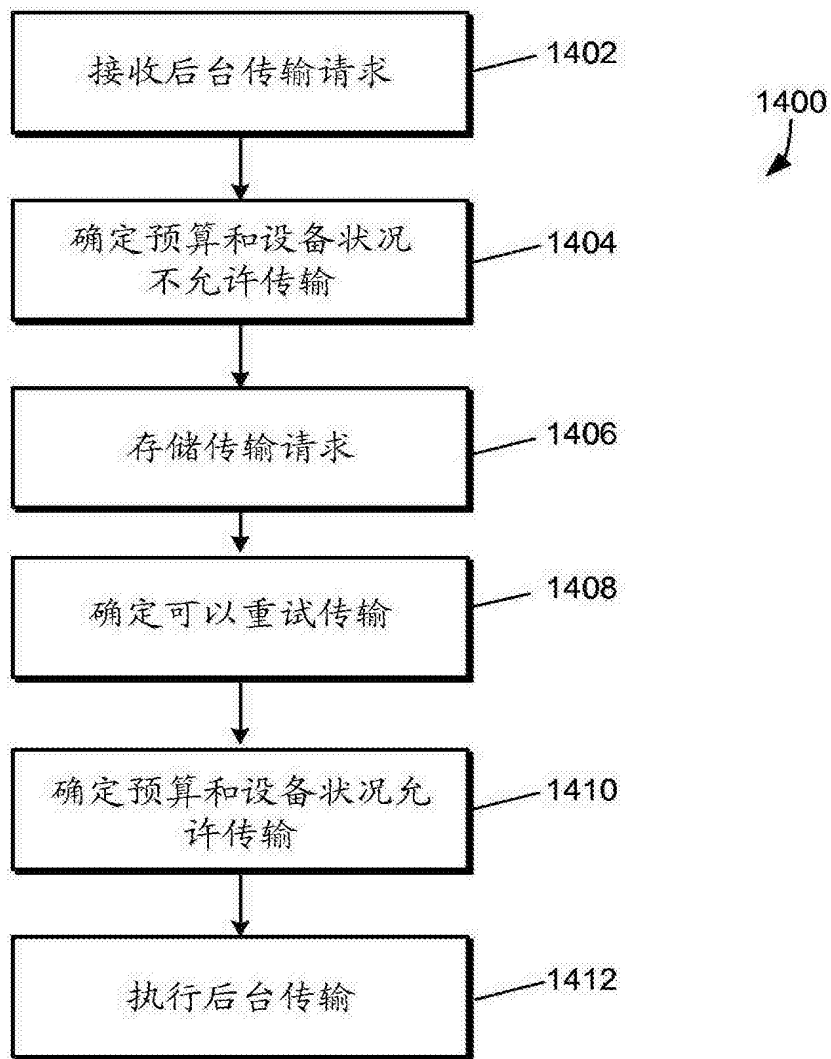 接收后台传输请求
1402
1400
确定预算和设备状况
不允许传输
1404
存储传输请求
1406
确定可以重试传输
1408
确定预算和设备状况允
许传输
1410
执行后台传输
1412